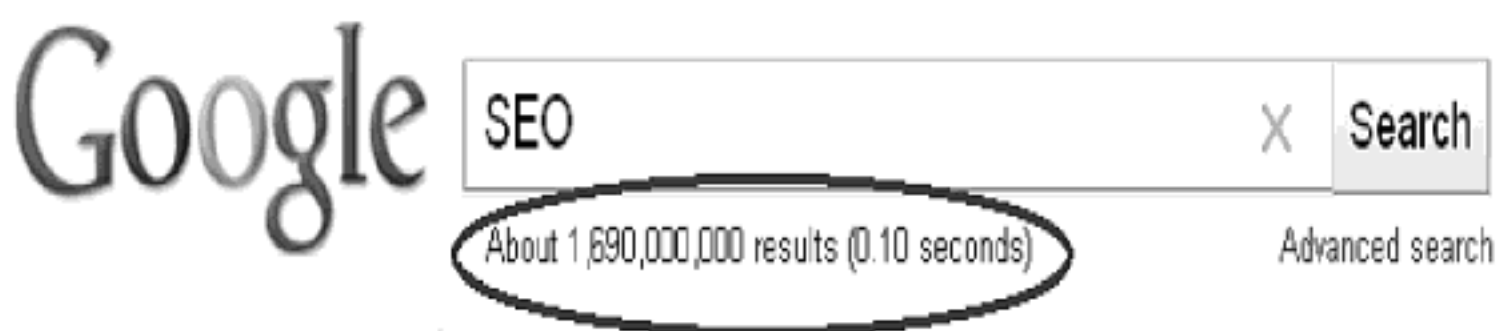 Google
SEO X Search
About 1,690,000,000 results (0.10 seconds)
Advanced search